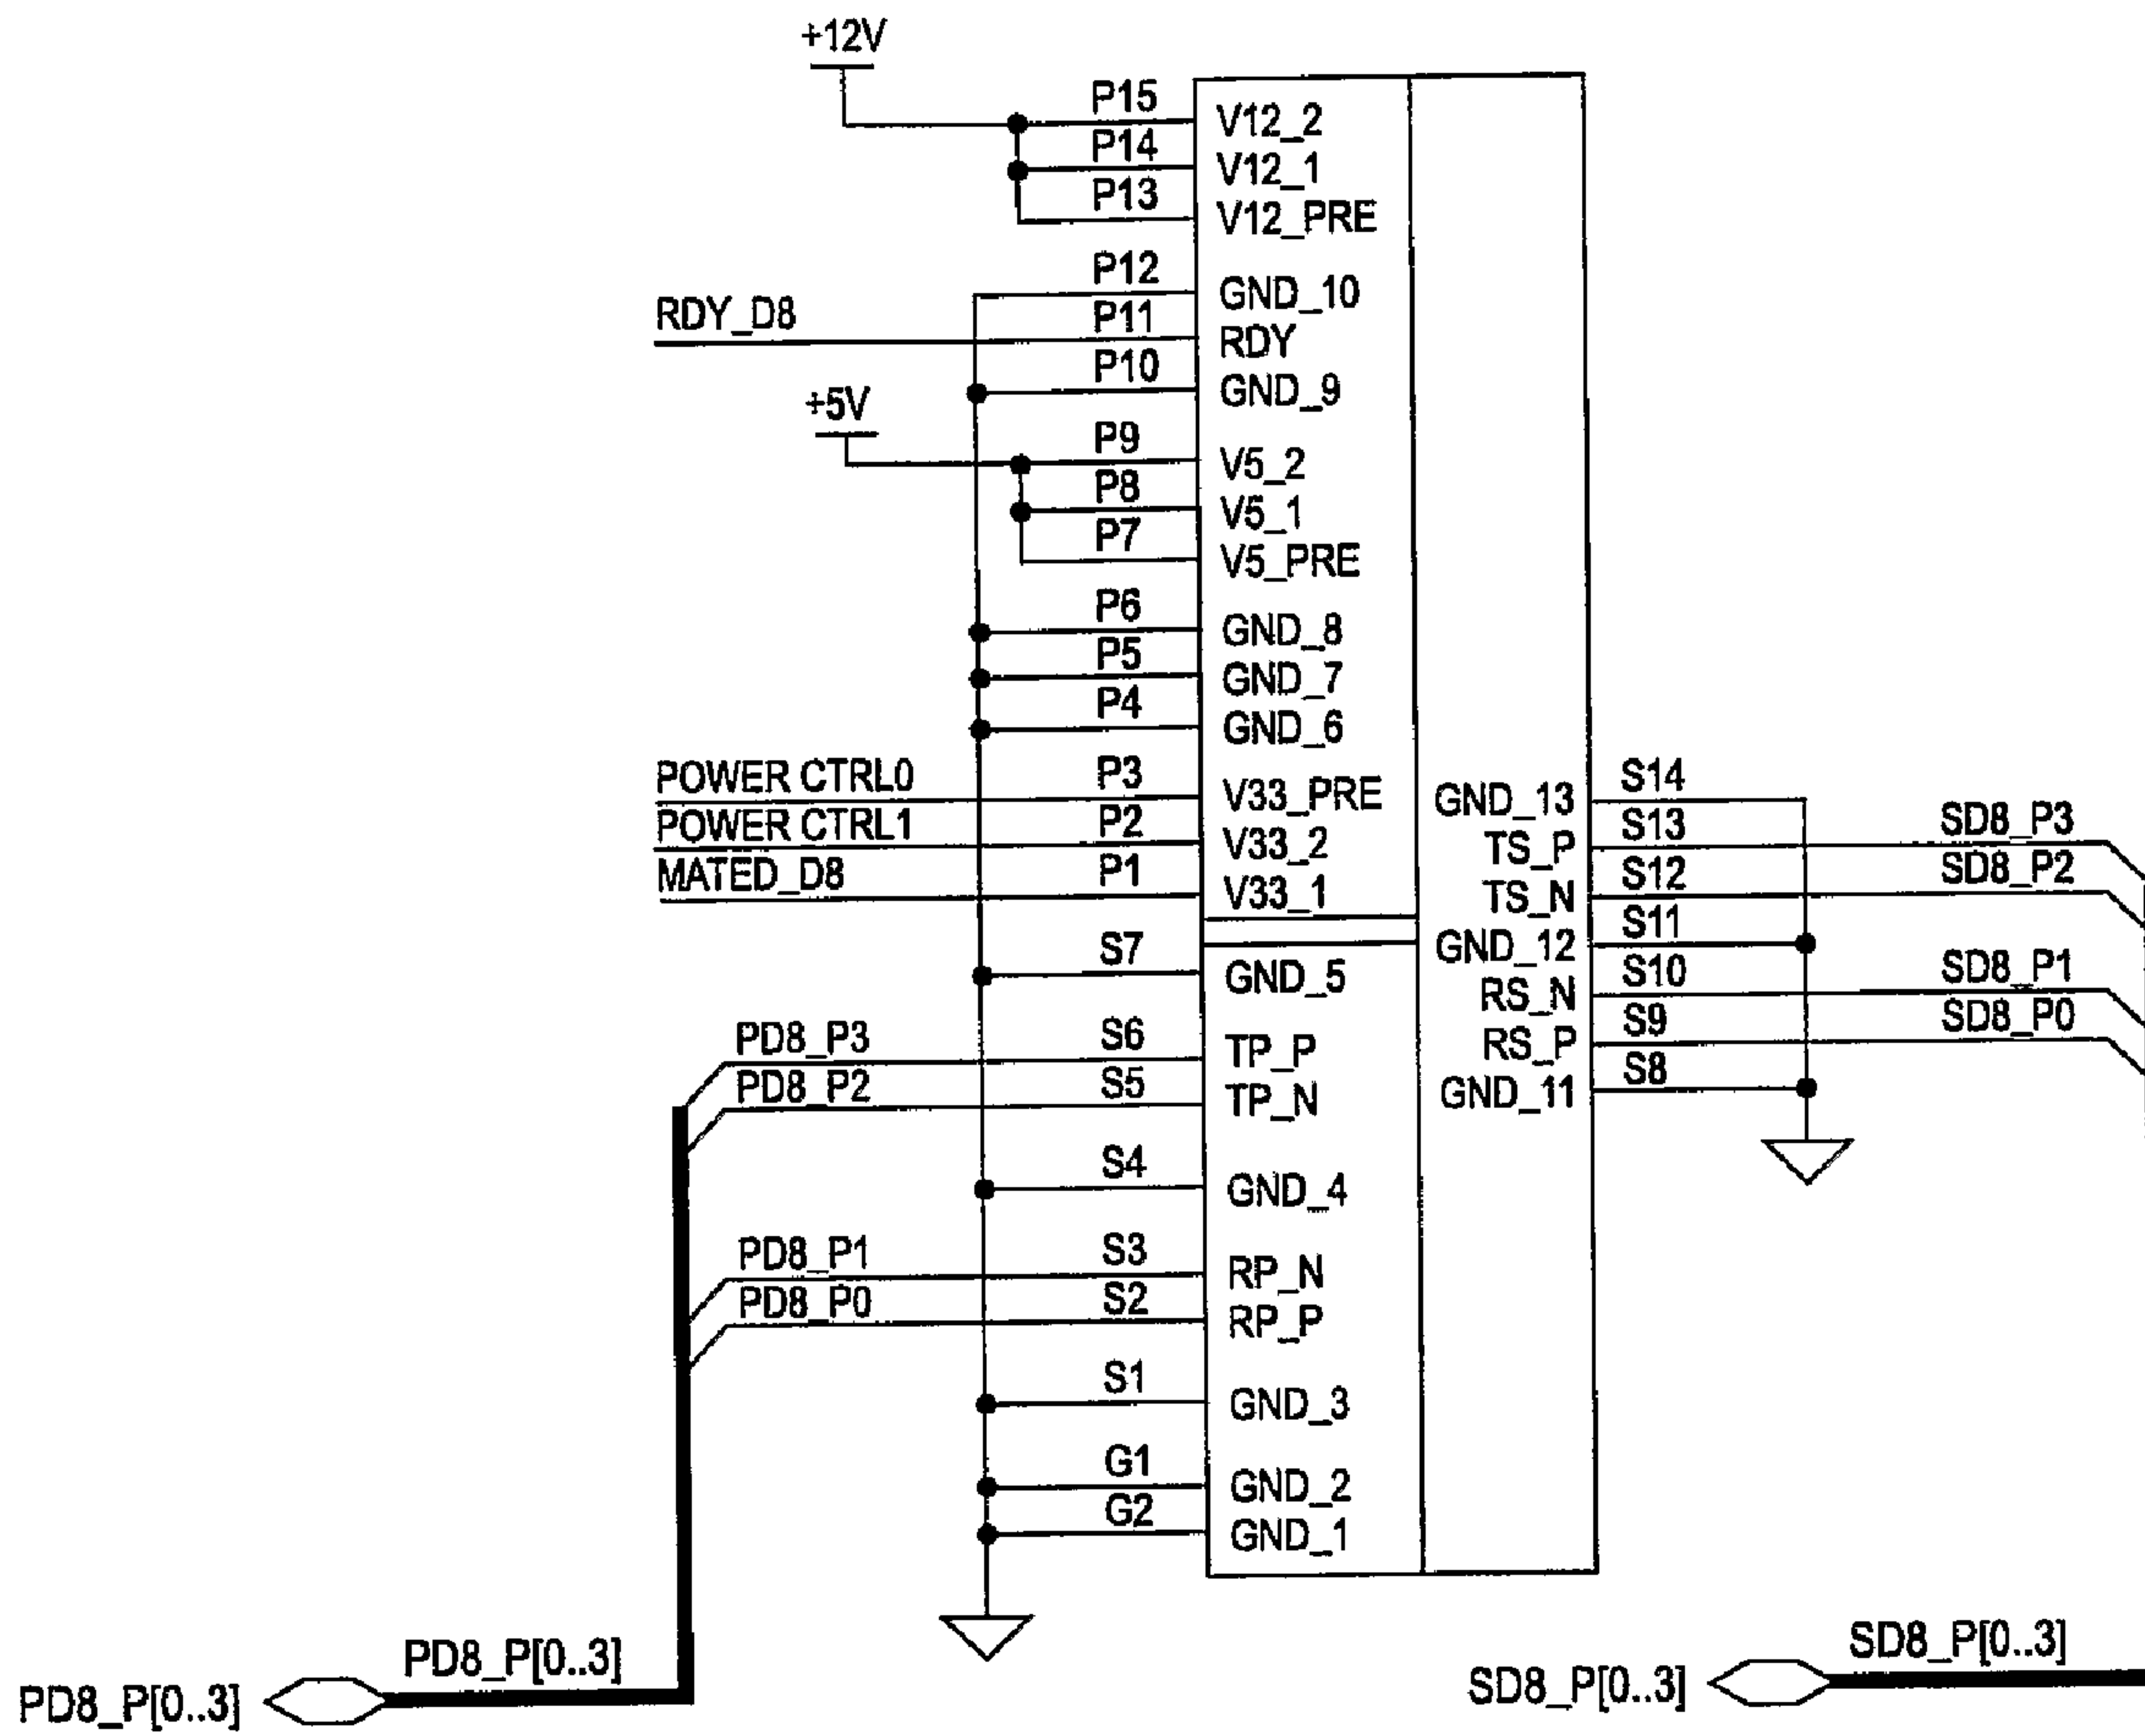 +12V
P15 V12_2
P14 V12_1
P13 V12_PRE
P12 GND_10
RDY_D8 P11 RDY
P10 GND_9
+5V
P9 V5_2
P8 V5_1
P7 V5_PRE
P6 GND_8
P5 GND_7
P4 GND_6
POWER CTRL0 P3 V33_PRE GND_13 S14
POWER CTRL1 P2 V33_2 TS_P S13 SD8_P3
MATED_D8 P1 V33_1 TS_N S12 SD8_P2
GND_12 S11
S7 GND_5 RS_N S10 SD8_P1
PD8_P3 S6 TP_P RS_P S9 SD8_P0
PD8_P2 S5 TP_N GND_11 S8
S4 GND_4
PD8_P1 S3 RP_N
PD8_P0 S2 RP_P
S1 GND_3
G1 GND_2
G2 GND_1
PD8_P[0..3] PD8_P[0..3]
SD8_P[0..3] SD8_P[0..3]